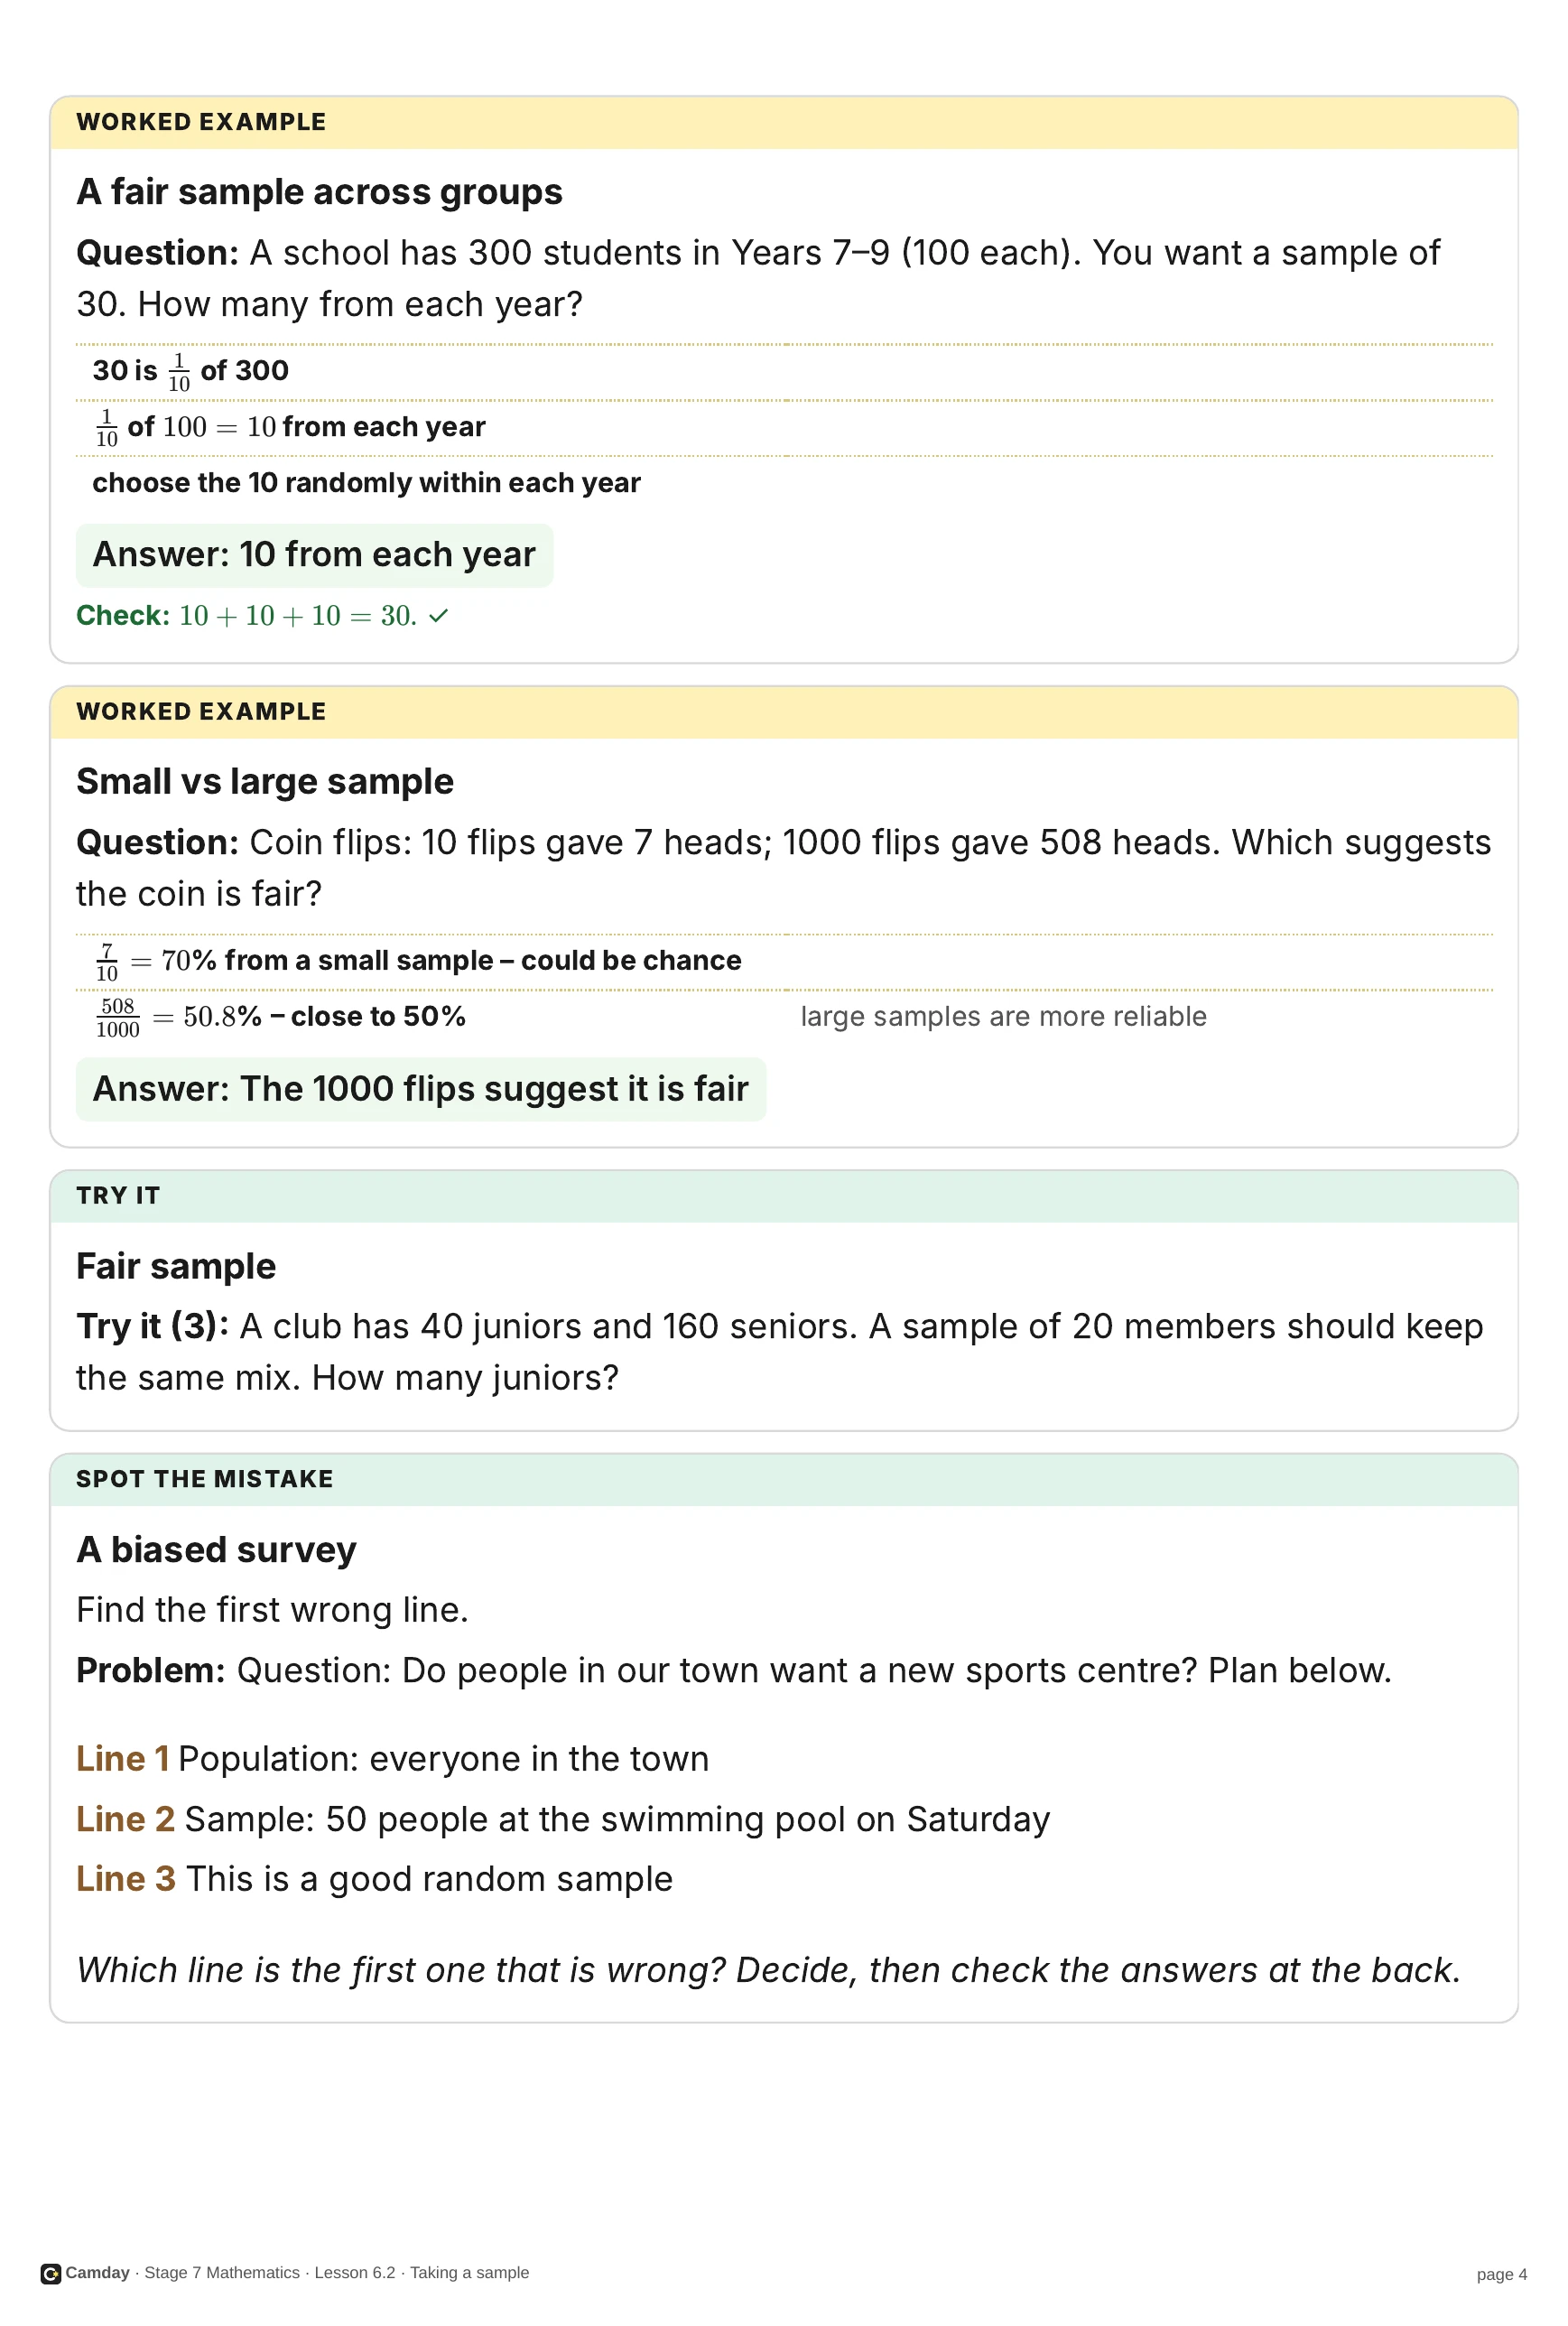 WORKED EXAMPLE
A fair sample across groups
Question: A school has 300 students in Years 7–9 (100 each). You want a sample of
30. How many from each year?
30 is 1/10 of 300
1/10 of 100 = 10 from each year
choose the 10 randomly within each year
Answer: 10 from each year
Check: 10 + 10 + 10 = 30. ✓
WORKED EXAMPLE
Small vs large sample
Question: Coin flips: 10 flips gave 7 heads; 1000 flips gave 508 heads. Which suggests
the coin is fair?
7/10 = 70% from a small sample – could be chance
508/1000 = 50.8% – close to 50% large samples are more reliable
Answer: The 1000 flips suggest it is fair
TRY IT
Fair sample
Try it (3): A club has 40 juniors and 160 seniors. A sample of 20 members should keep
the same mix. How many juniors?
SPOT THE MISTAKE
A biased survey
Find the first wrong line.
Problem: Question: Do people in our town want a new sports centre? Plan below.
Line 1 Population: everyone in the town
Line 2 Sample: 50 people at the swimming pool on Saturday
Line 3 This is a good random sample
Which line is the first one that is wrong? Decide, then check the answers at the back.
Camday · Stage 7 Mathematics · Lesson 6.2 · Taking a sample page 4